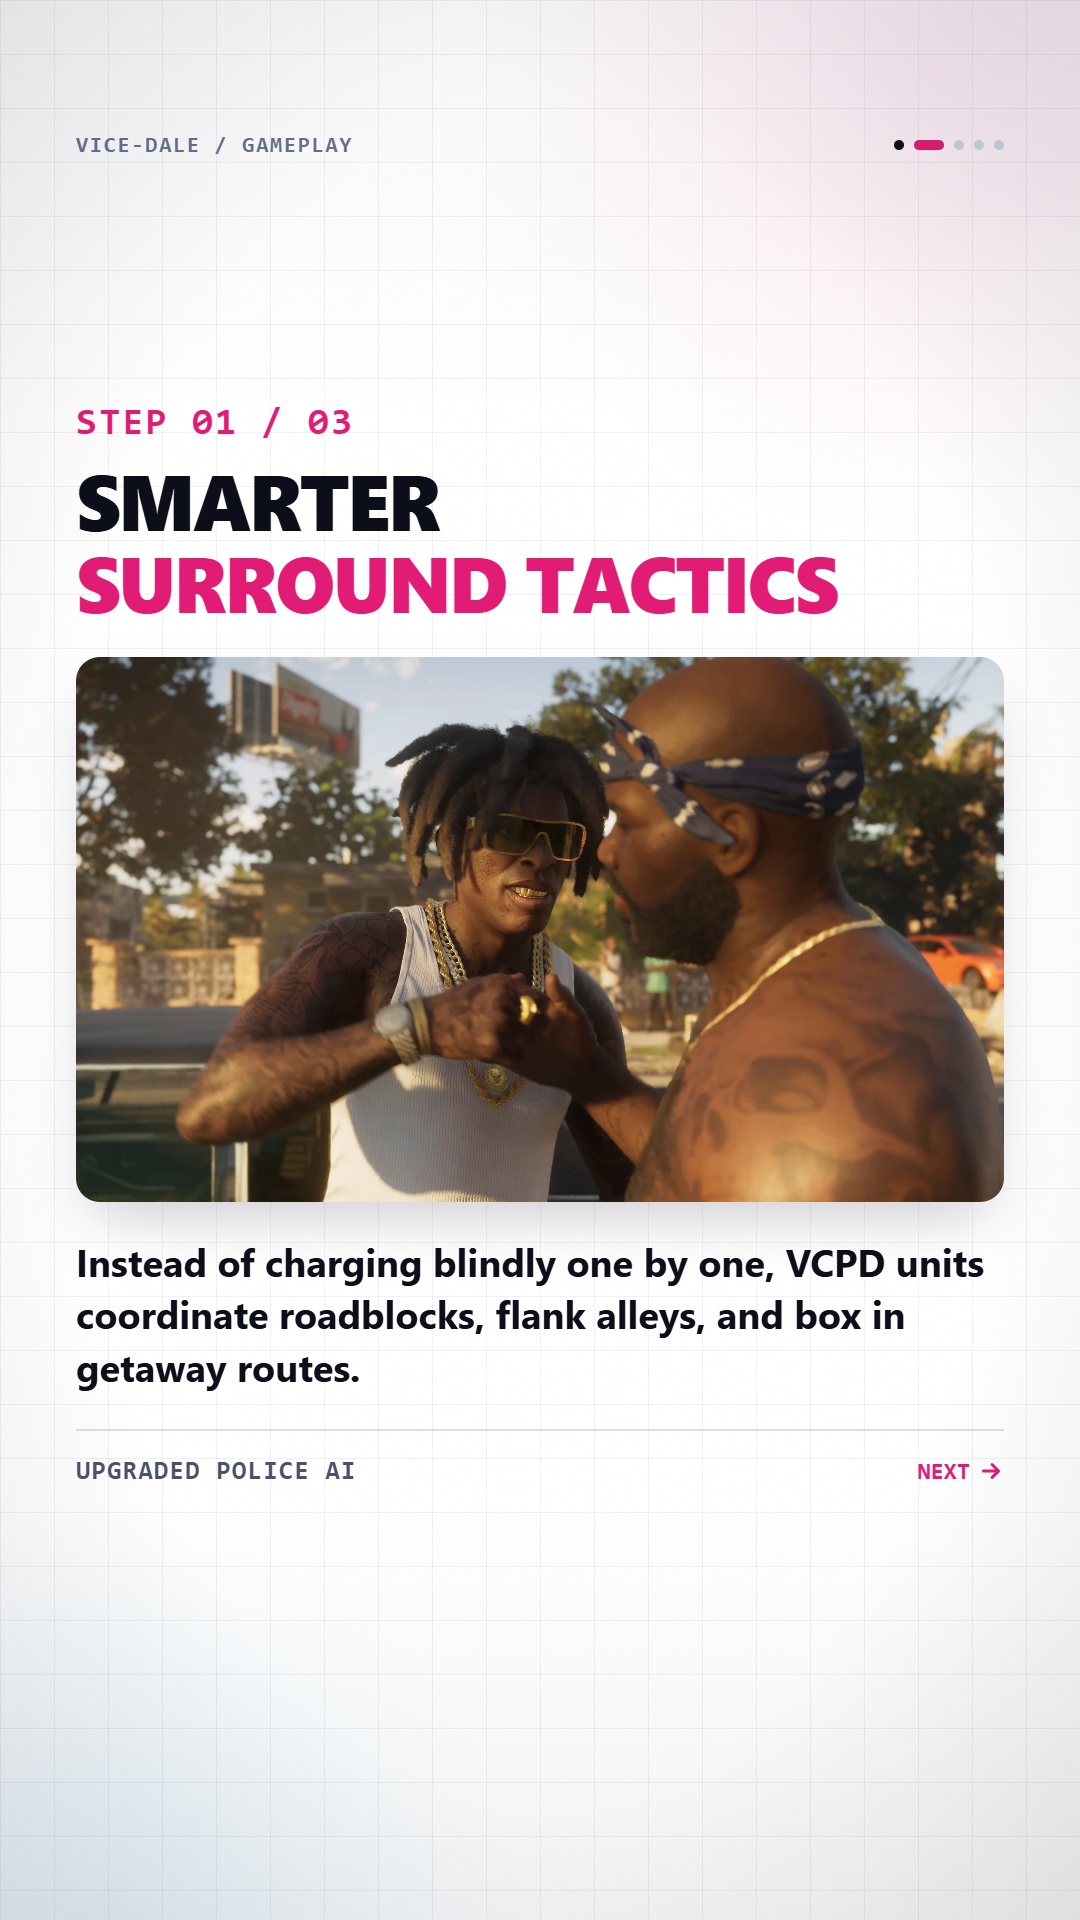 VICE-DALE / GAMEPLAY
STEP 01 / 03
SMARTER
SURROUND TACTICS
Instead of charging blindly one by one, VCPD units
coordinate roadblocks, flank alleys, and box in
getaway routes.
UPGRADED POLICE AI
NEXT →